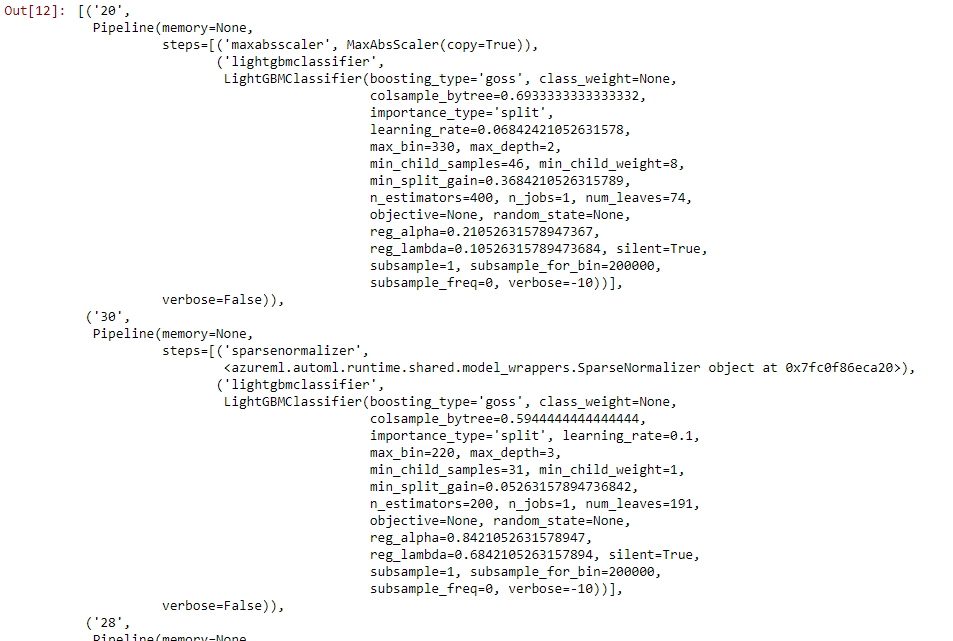 Out[12]: [('20',
Pipeline(memory=None,
steps=[('maxabsscaler', MaxAbsScaler(copy=True)),
('lightgbmclassifier',
LightGBMClassifier(boosting_type='goss', class_weight=None,
colsample_bytree=0.6933333333333332,
importance_type='split',
learning_rate=0.06842421052631578,
max_bin=330, max_depth=2,
min_child_samples=46, min_child_weight=8,
min_split_gain=0.3684210526315789,
n_estimators=400, n_jobs=1, num_leaves=74,
objective=None, random_state=None,
reg_alpha=0.21052631578947367,
reg_lambda=0.10526315789473684, silent=True,
subsample=1, subsample_for_bin=200000,
subsample_freq=0, verbose=-10))],
verbose=False)),
('30',
Pipeline(memory=None,
steps=[('sparsenormalizer',
<azureml.automl.runtime.shared.model_wrappers.SparseNormalizer object at 0x7fc0f86eca20>),
('lightgbmclassifier',
LightGBMClassifier(boosting_type='goss', class_weight=None,
colsample_bytree=0.5944444444444444,
importance_type='split', learning_rate=0.1,
max_bin=220, max_depth=3,
min_child_samples=31, min_child_weight=1,
min_split_gain=0.05263157894736842,
n_estimators=200, n_jobs=1, num_leaves=191,
objective=None, random_state=None,
reg_alpha=0.8421052631578947,
reg_lambda=0.6842105263157894, silent=True,
subsample=1, subsample_for_bin=200000,
subsample_freq=0, verbose=-10))],
verbose=False)),
('28',
Pipeline(memory=None